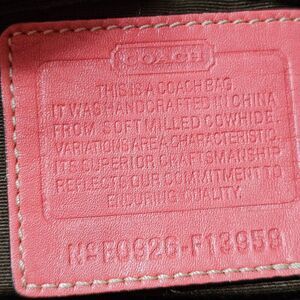 COACH
THIS IS A COACH BAG.
IT WAS HANDCRAFTED IN CHINA
FROM SOFT MILLED COWHIDE.
VARIATIONS ARE A CHARACTERISTIC.
ITS SUPERIOR CRAFTSMANSHIP
REFLECTS OUR COMMITMENT TO
ENDURING QUALITY.
Nº E0926-F13959